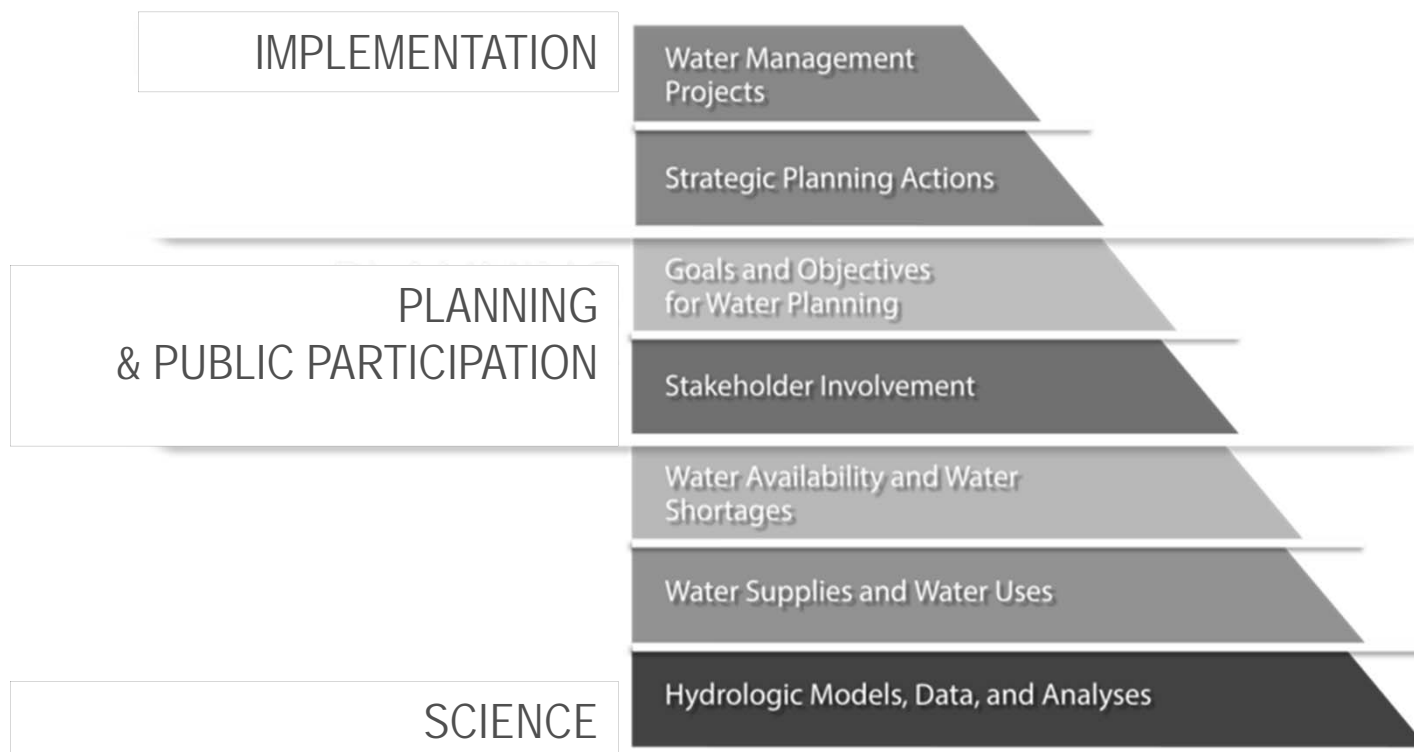 IMPLEMENTATION
Water Management
Projects
Strategic Planning Actions
Goals and Objectives
for Water Planning
PLANNING
& PUBLIC PARTICIPATION
Stakeholder Involvement
Water Availability and Water
Shortages
Water Supplies and Water Uses
Hydrologic Models, Data, and Analyses
SCIENCE